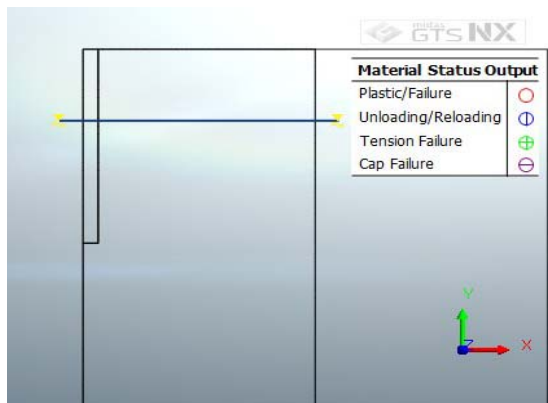 midas
GTS NX
Material Status Output
Plastic/Failure
Unloading/Reloading
Tension Failure
Cap Failure
Y
Z
X